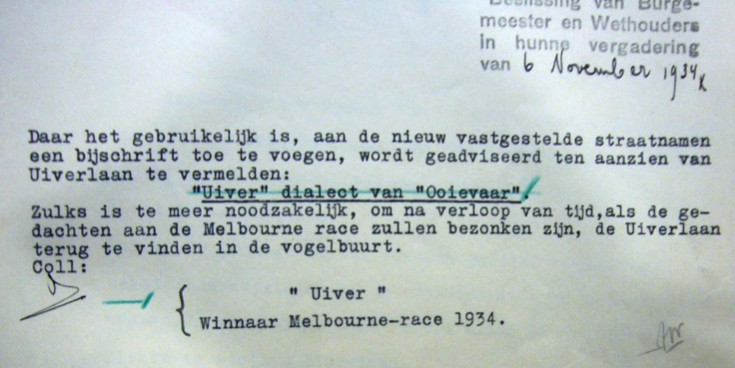 Beslissing van Burge-
meester en Wethouders
in hunne vergadering
van 6 November 1934
Daar het gebruikelijk is, aan de nieuw vastgestelde straatnamen
een bijschrift toe te voegen, wordt geadviseerd ten aanzien van
Uiverlaan te vermelden:
"Uiver" dialect van "Ooievaar".
Zulks is te meer noodzakelijk, om na verloop van tijd,als de ge-
dachten aan de Melbourne race zullen bezonken zijn, de Uiverlaan
terug te vinden in de vogelbuurt.
Coll:
" Uiver "
Winnaar Melbourne-race 1934.